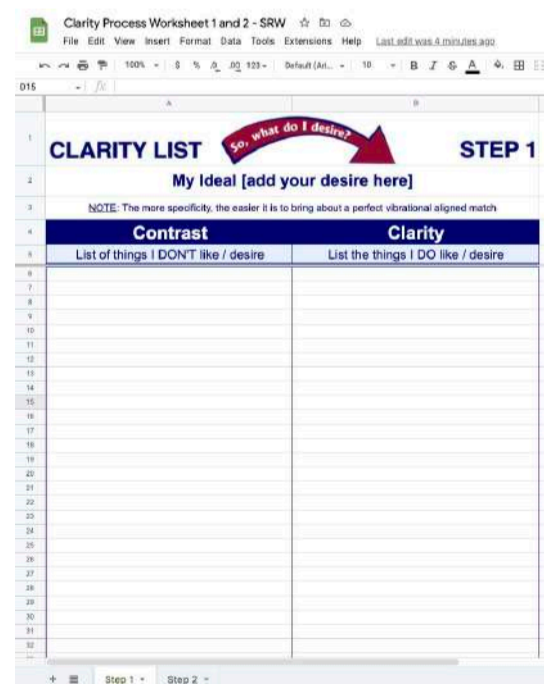 Clarity Process Worksheet 1 and 2 - SRW
File Edit View Insert Format Data Tools Extensions Help Last edit was 4 minutes ago
100% $ % .0 .00 123 Default (Ari... 10 B I S A
D15 fx
A B
1
CLARITY LIST So, what do I desire? STEP 1
2 My Ideal [add your desire here]
3 NOTE: The more specificity, the easier it is to bring about a perfect vibrational aligned match
4 Contrast Clarity
5 List of things I DON'T like / desire List the things I DO like / desire
6
7
8
9
10
11
12
13
14
15
16
17
18
19
20
21
22
23
24
25
26
27
28
29
30
31
32
+ Step 1 Step 2